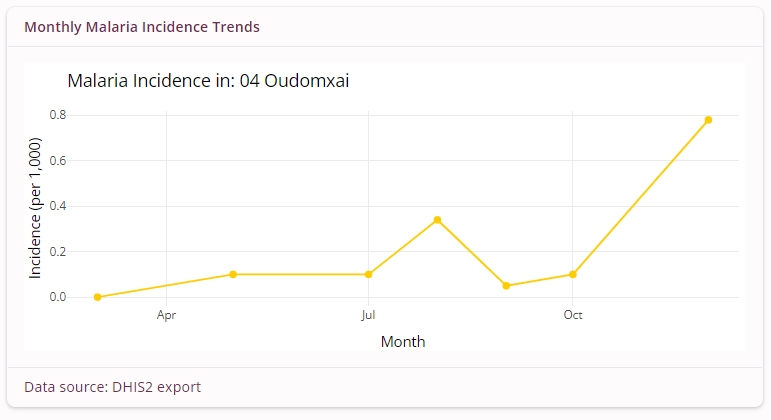 Monthly Malaria Incidence Trends
Malaria Incidence in: 04 Oudomxai
Incidence (per 1,000)
0.8
0.6
0.4
0.2
0.0
Apr
Jul
Oct
Month
Data source: DHIS2 export